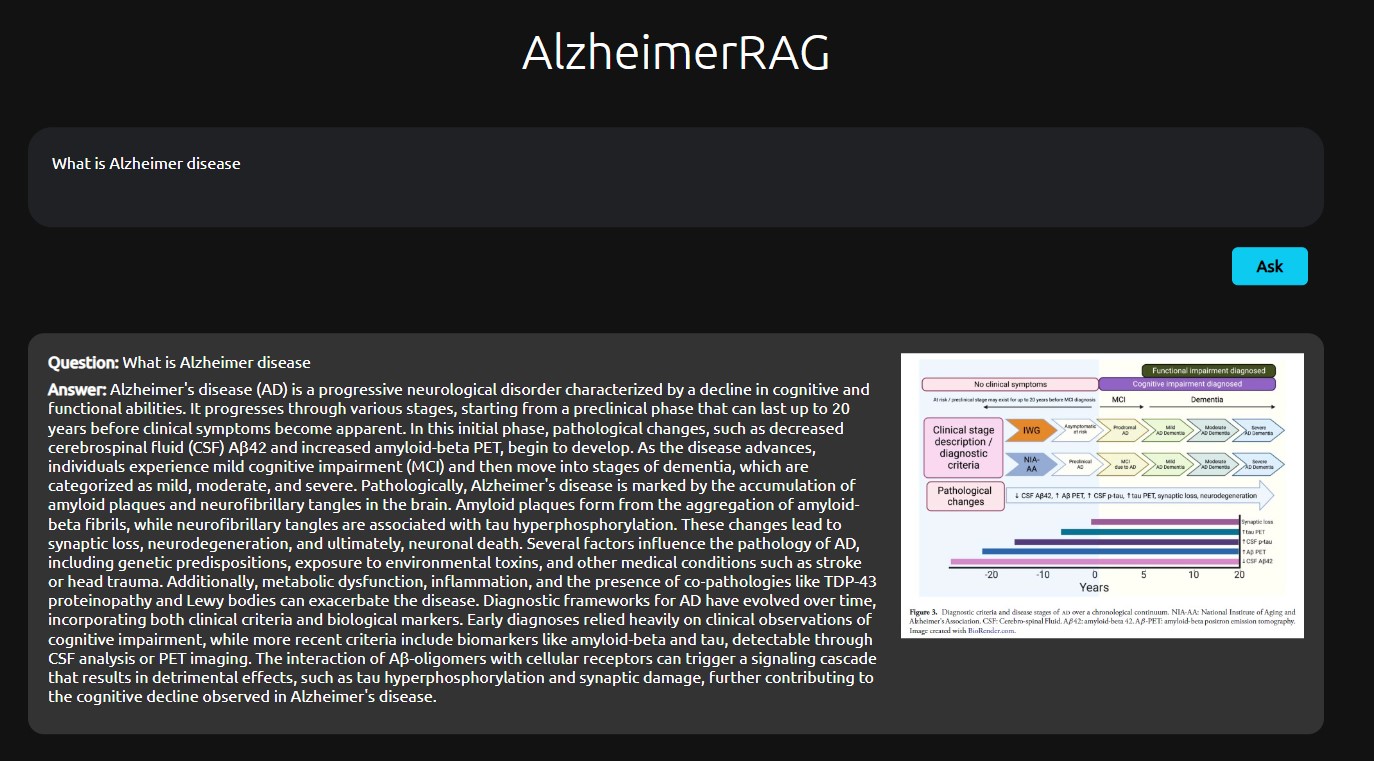 AlzheimerRAG
What is Alzheimer disease
Ask
Question: What is Alzheimer disease
Answer: Alzheimer's disease (AD) is a progressive neurological disorder characterized by a decline in cognitive and
functional abilities. It progresses through various stages, starting from a preclinical phase that can last up to 20
years before clinical symptoms become apparent. In this initial phase, pathological changes, such as decreased
cerebrospinal fluid (CSF) Aβ42 and increased amyloid-beta PET, begin to develop. As the disease advances,
individuals experience mild cognitive impairment (MCI) and then move into stages of dementia, which are
categorized as mild, moderate, and severe. Pathologically, Alzheimer's disease is marked by the accumulation of
amyloid plaques and neurofibrillary tangles in the brain. Amyloid plaques form from the aggregation of amyloid-
beta fibrils, while neurofibrillary tangles are associated with tau hyperphosphorylation. These changes lead to
synaptic loss, neurodegeneration, and ultimately, neuronal death. Several factors influence the pathology of AD,
including genetic predispositions, exposure to environmental toxins, and other medical conditions such as stroke
or head trauma. Additionally, metabolic dysfunction, inflammation, and the presence of co-pathologies like TDP-43
proteinopathy and Lewy bodies can exacerbate the disease. Diagnostic frameworks for AD have evolved over time,
incorporating both clinical criteria and biological markers. Early diagnoses relied heavily on clinical observations of
cognitive impairment, while more recent criteria include biomarkers like amyloid-beta and tau, detectable through
CSF analysis or PET imaging. The interaction of Aβ-oligomers with cellular receptors can trigger a signaling cascade
that results in detrimental effects, such as tau hyperphosphorylation and synaptic damage, further contributing to
the cognitive decline observed in Alzheimer's disease.
Functional impairment diagnosed
No clinical symptoms
Cognitive impairment diagnosed
At risk / preclinical stage may exist for up to 20 years before MCI diagnosis
MCI
Dementia
Clinical stage
description /
diagnostic
criteria
IWG
Asymptomatic
at risk
Prodromal
AD
Mild
AD Dementia
Moderate
AD Dementia
Severe
AD Dementia
NIA-
AA
Preclinical
AD
MCI
due to AD
Mild
AD Dementia
Moderate
AD Dementia
Severe
AD Dementia
Pathological
changes
↓ CSF Aβ42, ↑ Aβ PET, ↑ CSF p-tau, ↑ tau PET, synaptic loss, neurodegeneration
Synaptic loss
↑tau PET
↑CSF p-tau
↑Aβ PET
↓CSF Aβ42
-20 -10 0 5 10 20
Years
Figure 3. Diagnostic criteria and disease stages of AD over a chronological continuum. NIA-AA: National Institute of Aging and
Alzheimer's Association. CSF: Cerebro-spinal Fluid. Aβ42: amyloid-beta 42. Aβ-PET: amyloid-beta positron emission tomography.
Image created with BioRender.com.